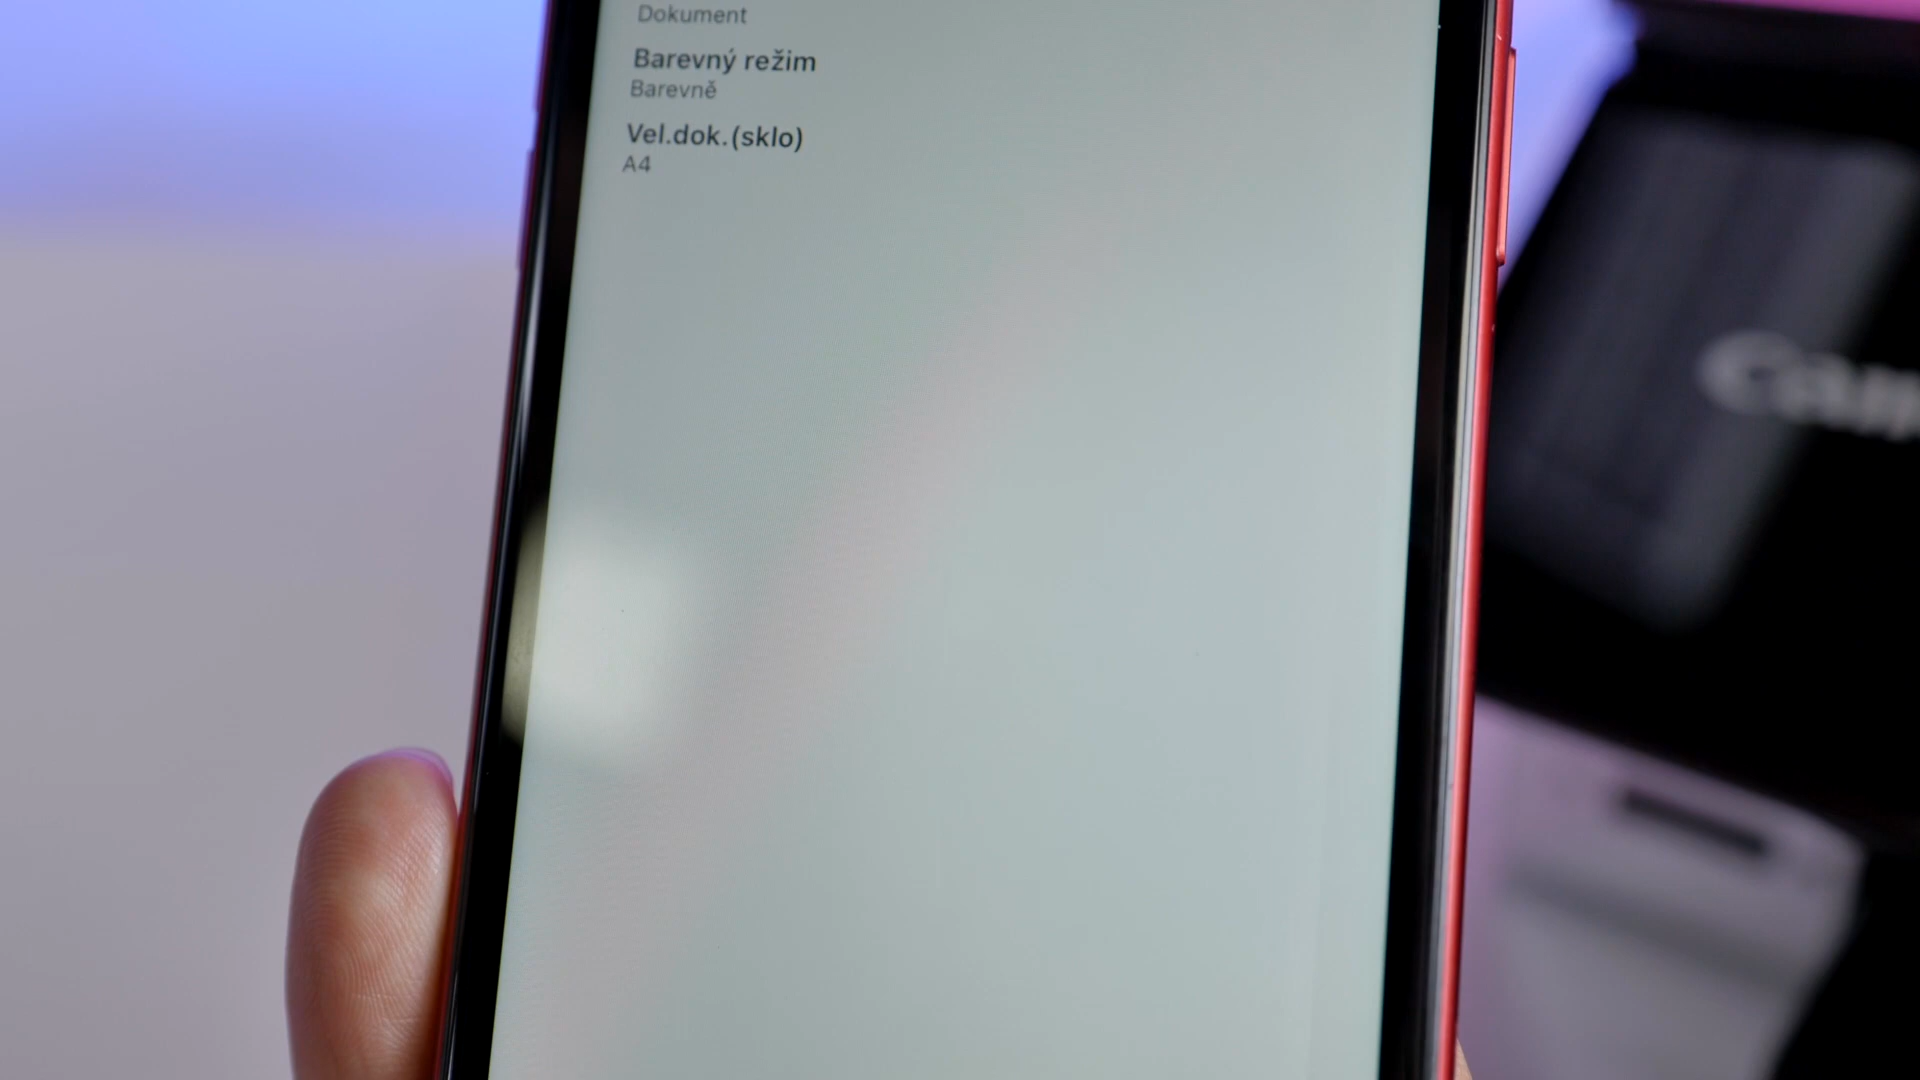 Dokument
Barevný režim
Barevně
Vel.dok.(sklo)
A4